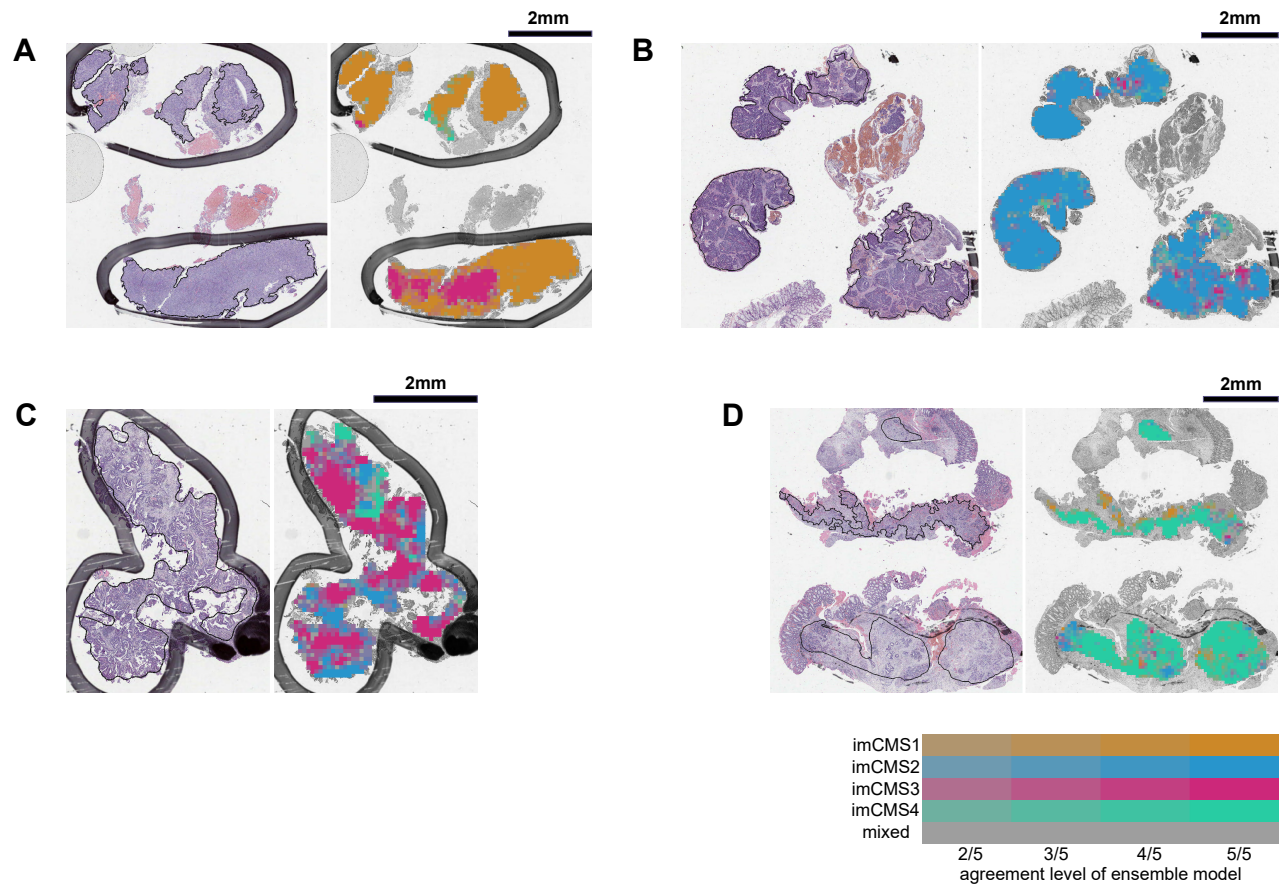 2mm
2mm
A
B
2mm
2mm
C
D
imCMS1
imCMS2
imCMS3
imCMS4
mixed
2/5 3/5 4/5 5/5
agreement level of ensemble model